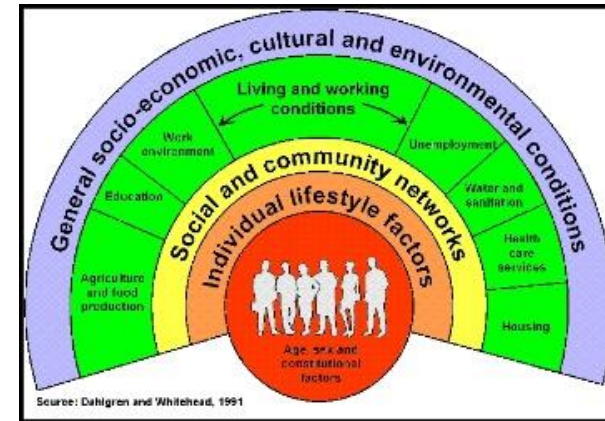 General socio-economic, cultural and environmental conditions
Living and working
conditions
Work
environment
Education
Agriculture
and food
production
Unemployment
Water and
sanitation
Health
care
services
Housing
Social and community networks
Individual lifestyle factors
Age, sex and
constitutional
factors
Source: Dahlgren and Whitehead, 1991